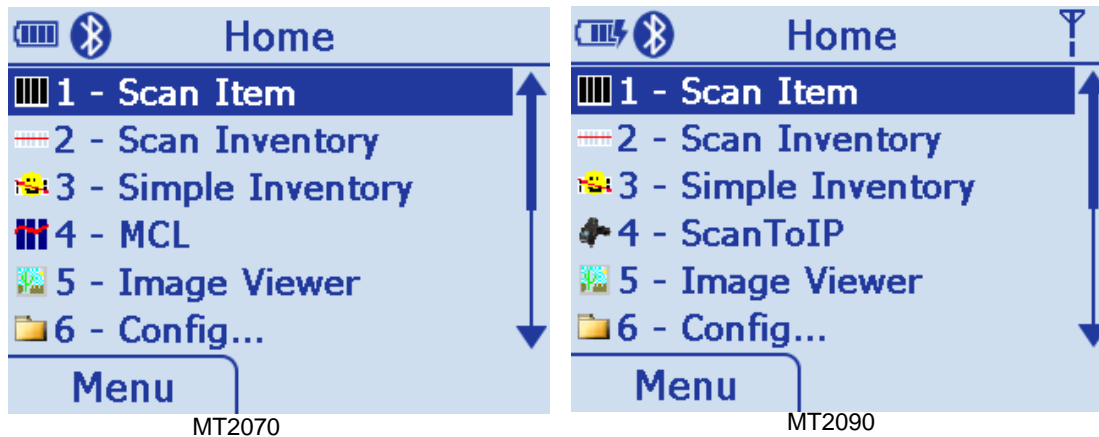 Home
1 - Scan Item
2 - Scan Inventory
3 - Simple Inventory
4 - MCL
5 - Image Viewer
6 - Config...
Menu
MT2070
Home
1 - Scan Item
2 - Scan Inventory
3 - Simple Inventory
4 - ScanToIP
5 - Image Viewer
6 - Config...
Menu
MT2090